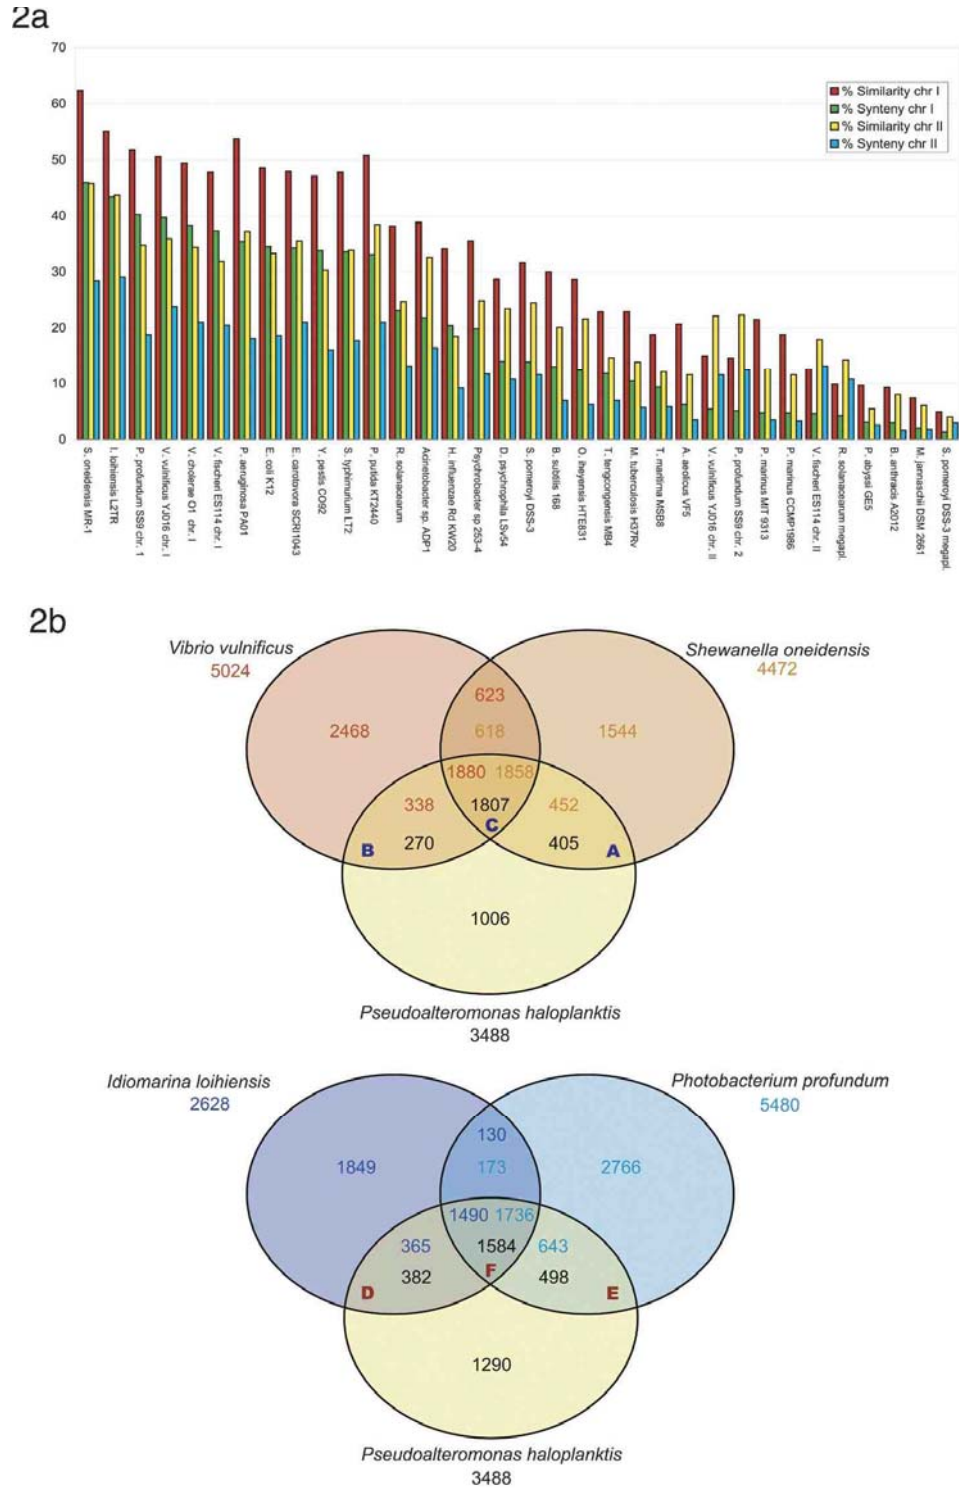 2a
70
60
50
40
30
20
10
0
% Similarity chr I
% Synteny chr I
% Similarity chr II
% Synteny chr II
S. oneidensis MR-1
I. loihiensis L2TR
P. profundum SS9 chr. 1
V. vulnificus YJ016 chr. I
V. cholerae O1 chr. I
V. fischeri ES114 chr. I
P. aeruginosa PA01
E. coli K12
E. carotovora SCRI1043
Y. pestis CO92
S. typhimurium LT2
P. putida KT2440
R. solanacearum
Acinetobacter sp. ADP1
H. influenzae Rd KW20
Psychrobacter sp 253-4
D. psychrophila LSv54
S. pomeroyi DSS-3
B. subtilis 168
O. iheyensis HTE831
T. tengcongensis MB4
M. tuberculosis H37Rv
T. maritima MSB8
A. aeolicus VF5
V. vulnificus YJ016 chr. II
P. profundum SS9 chr. 2
P. marinus MIT 9313
P. marinus CCMP1986
V. fischeri ES114 chr. II
R. solanacearum megapl.
P. abyssi GE5
B. anthracis A2012
M. jannaschii DSM 2661
S. pomeroyi DSS-3 megapl.
2b
Vibrio vulnificus
5024
Shewanella oneidensis
4472
623
2468
618
1544
1880 1858
338
1807
452
C
B
270
405
A
1006
Pseudoalteromonas haloplanktis
3488
Idiomarina loihiensis
2628
Photobacterium profundum
5480
130
1849
173
2766
1490 1736
365
1584
643
F
382
498
D
E
1290
Pseudoalteromonas haloplanktis
3488